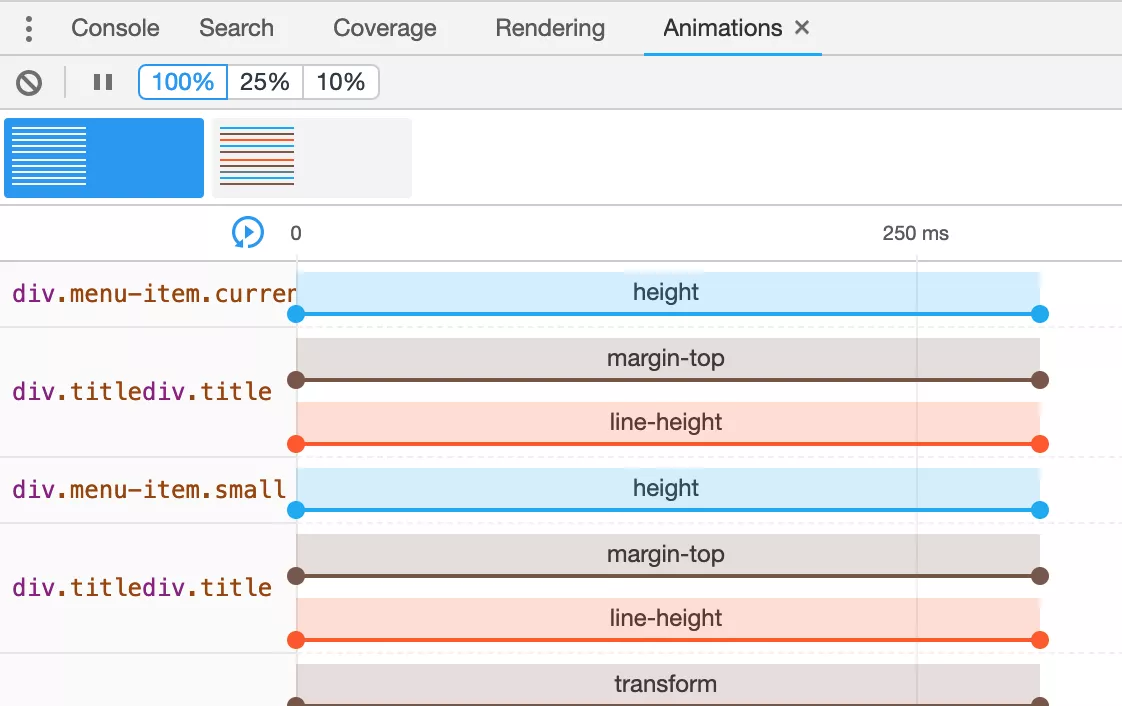 Console Search Coverage Rendering Animations ×
100% 25% 10%
0 250 ms
div.menu-item.curren height
margin-top
div.titlediv.title
line-height
div.menu-item.small height
margin-top
div.titlediv.title
line-height
transform